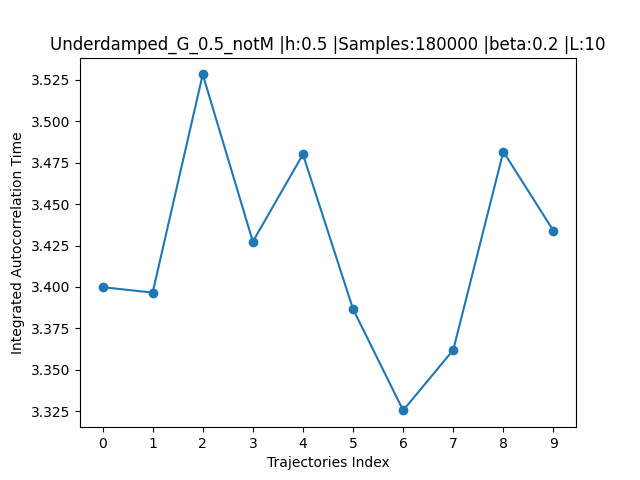 Underdamped_G_0.5_notM |h:0.5 |Samples:180000 |beta:0.2 |L:10
Integrated Autocorrelation Time
3.525
3.500
3.475
3.450
3.425
3.400
3.375
3.350
3.325
0 1 2 3 4 5 6 7 8 9
Trajectories Index